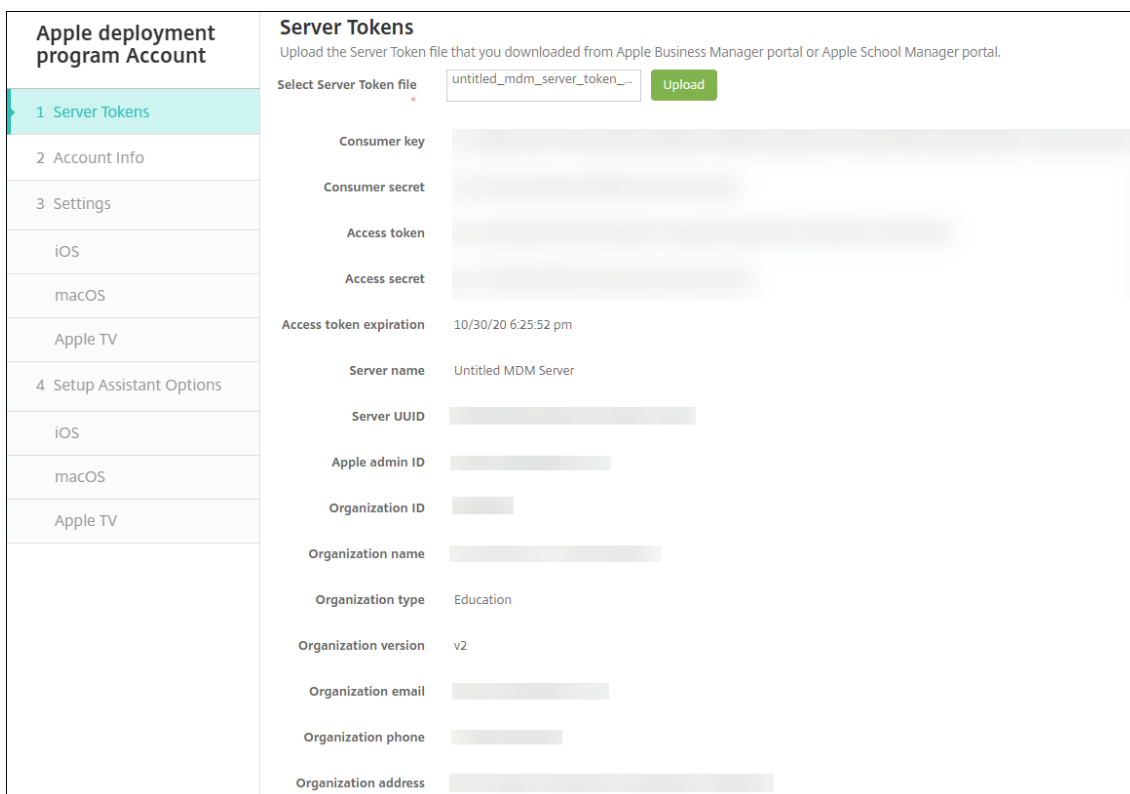 Apple deployment
program Account
1 Server Tokens
2 Account Info
3 Settings
iOS
macOS
Apple TV
4 Setup Assistant Options
iOS
macOS
Apple TV
Server Tokens
Upload the Server Token file that you downloaded from Apple Business Manager portal or Apple School Manager portal.
Select Server Token file untitled_mdm_server_token_... Upload
*
Consumer key
Consumer secret
Access token
Access secret
Access token expiration 10/30/20 6:25:52 pm
Server name Untitled MDM Server
Server UUID
Apple admin ID
Organization ID
Organization name
Organization type Education
Organization version v2
Organization email
Organization phone
Organization address